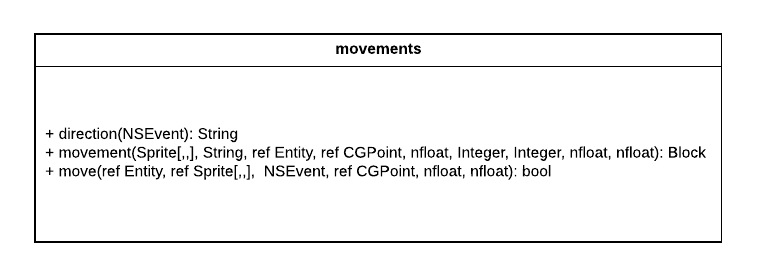 movements
+ direction(NSEvent): String
+ movement(Sprite[,,], String, ref Entity, ref CGPoint, nfloat, Integer, Integer, nfloat, nfloat): Block
+ move(ref Entity, ref Sprite[,,],  NSEvent, ref CGPoint, nfloat, nfloat): bool